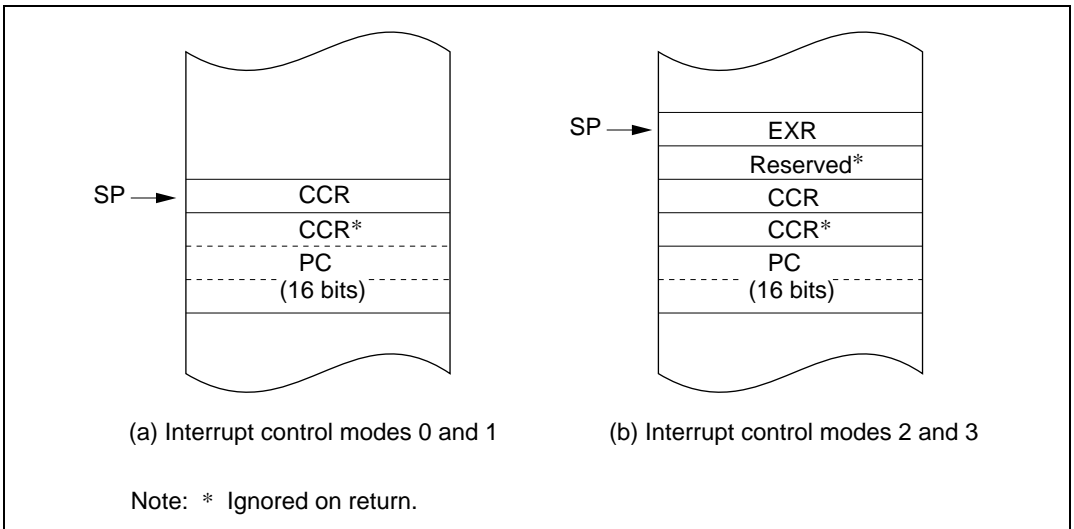 SP
CCR
CCR*
PC
(16 bits)
(a) Interrupt control modes 0 and 1
SP
EXR
Reserved*
CCR
CCR*
PC
(16 bits)
(b) Interrupt control modes 2 and 3
Note: * Ignored on return.